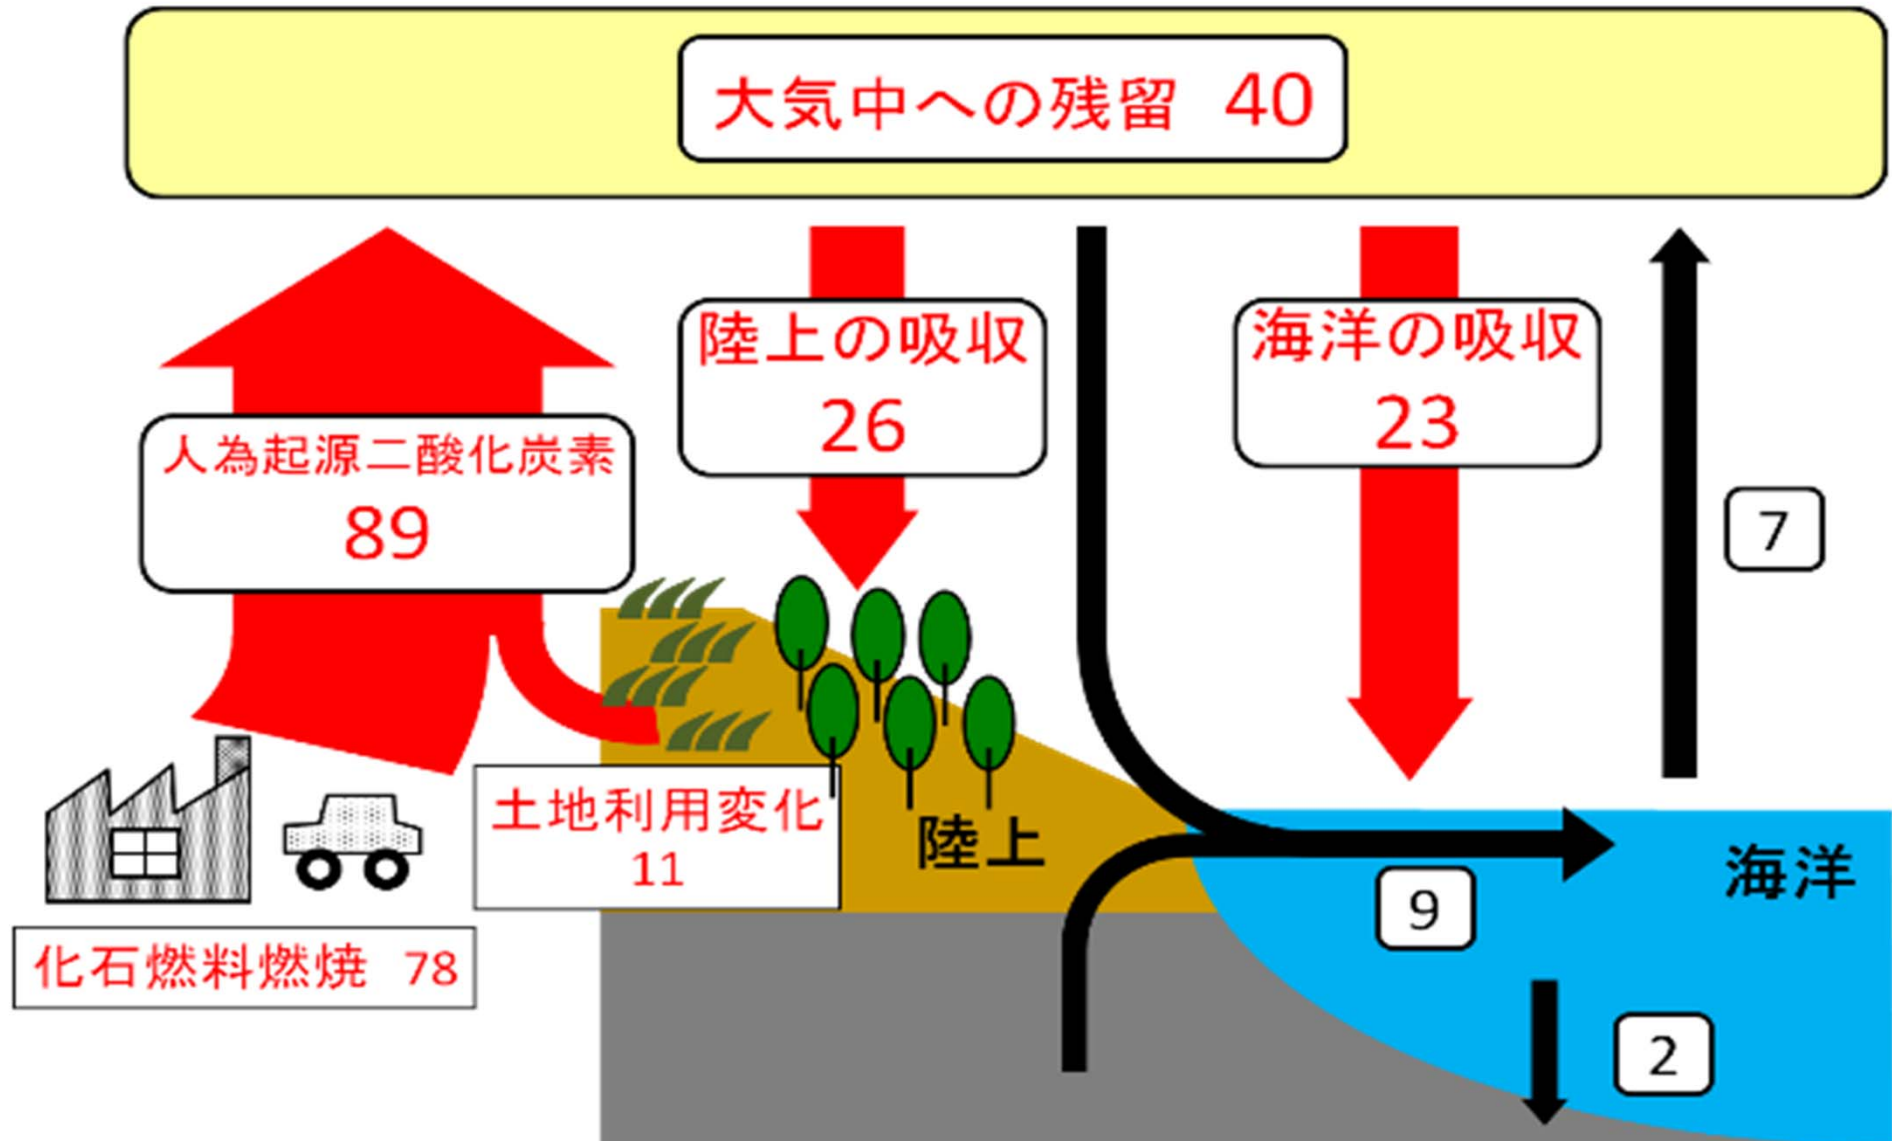 大気中への残留 40
陸上の吸収
26
海洋の吸収
23
人為起源二酸化炭素
89
7
土地利用変化
11
陸上
海洋
9
化石燃料燃焼 78
2